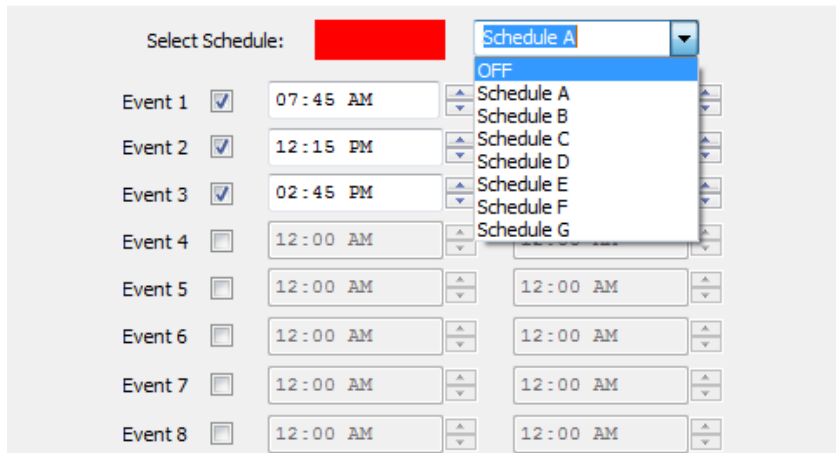 Select Schedule: Schedule A
OFF
Event 1 07:45 AM Schedule A
Schedule B
Event 2 12:15 PM Schedule C
Schedule D
Event 3 02:45 PM Schedule E
Schedule F
Event 4 12:00 AM Schedule G
Event 5 12:00 AM 12:00 AM
Event 6 12:00 AM 12:00 AM
Event 7 12:00 AM 12:00 AM
Event 8 12:00 AM 12:00 AM